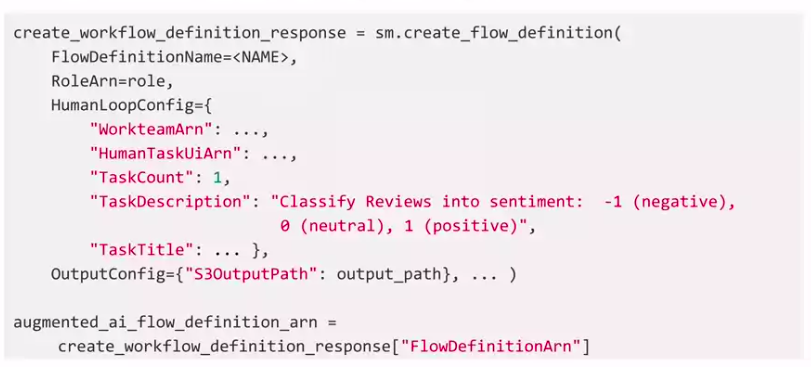 create_workflow_definition_response = sm.create_flow_definition(
FlowDefinitionName=<NAME>,
RoleArn=role,
HumanLoopConfig={
"WorkteamArn": ...,
"HumanTaskUiArn": ...,
"TaskCount": 1,
"TaskDescription": "Classify Reviews into sentiment:  -1 (negative),
0 (neutral), 1 (positive)",
"TaskTitle": ... },
OutputConfig={"S3OutputPath": output_path}, ... )
augmented_ai_flow_definition_arn =
create_workflow_definition_response["FlowDefinitionArn"]